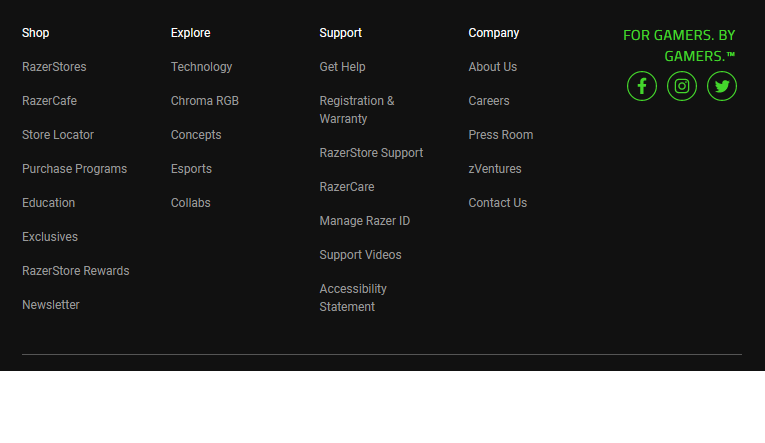 Shop
RazerStores
RazerCafe
Store Locator
Purchase Programs
Education
Exclusives
RazerStore Rewards
Newsletter
Explore
Technology
Chroma RGB
Concepts
Esports
Collabs
Support
Get Help
Registration &
Warranty
RazerStore Support
RazerCare
Manage Razer ID
Support Videos
Accessibility
Statement
Company
About Us
Careers
Press Room
zVentures
Contact Us
FOR GAMERS. BY
GAMERS.™